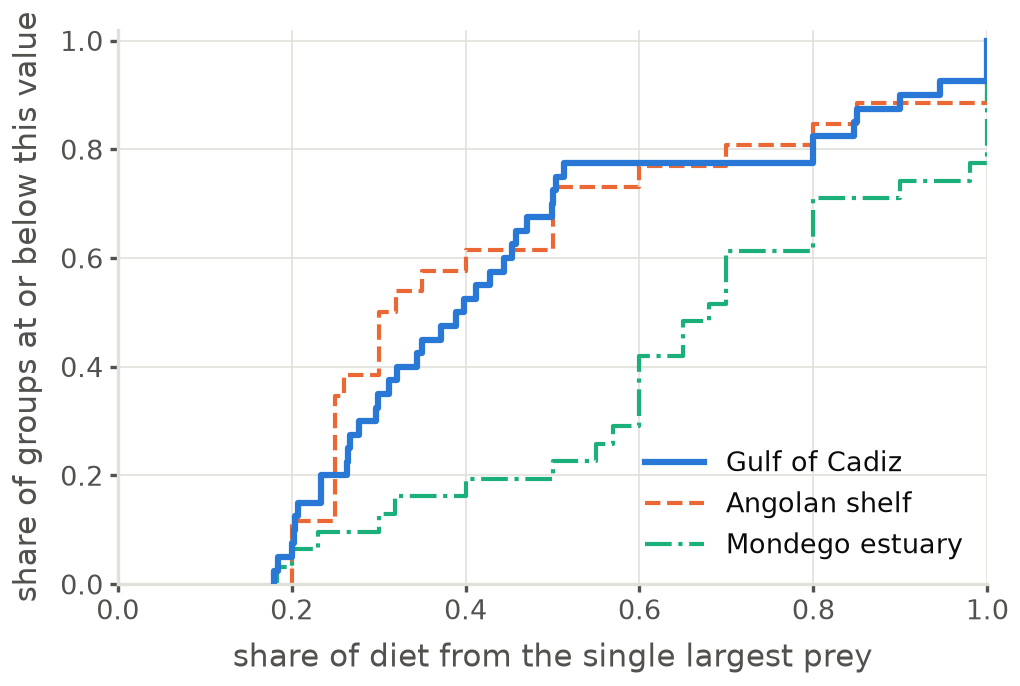 share of groups at or below this value
1.0
0.8
0.6
0.4
0.2
0.0
Gulf of Cadiz
Angolan shelf
Mondego estuary
0.0 0.2 0.4 0.6 0.8 1.0
share of diet from the single largest prey